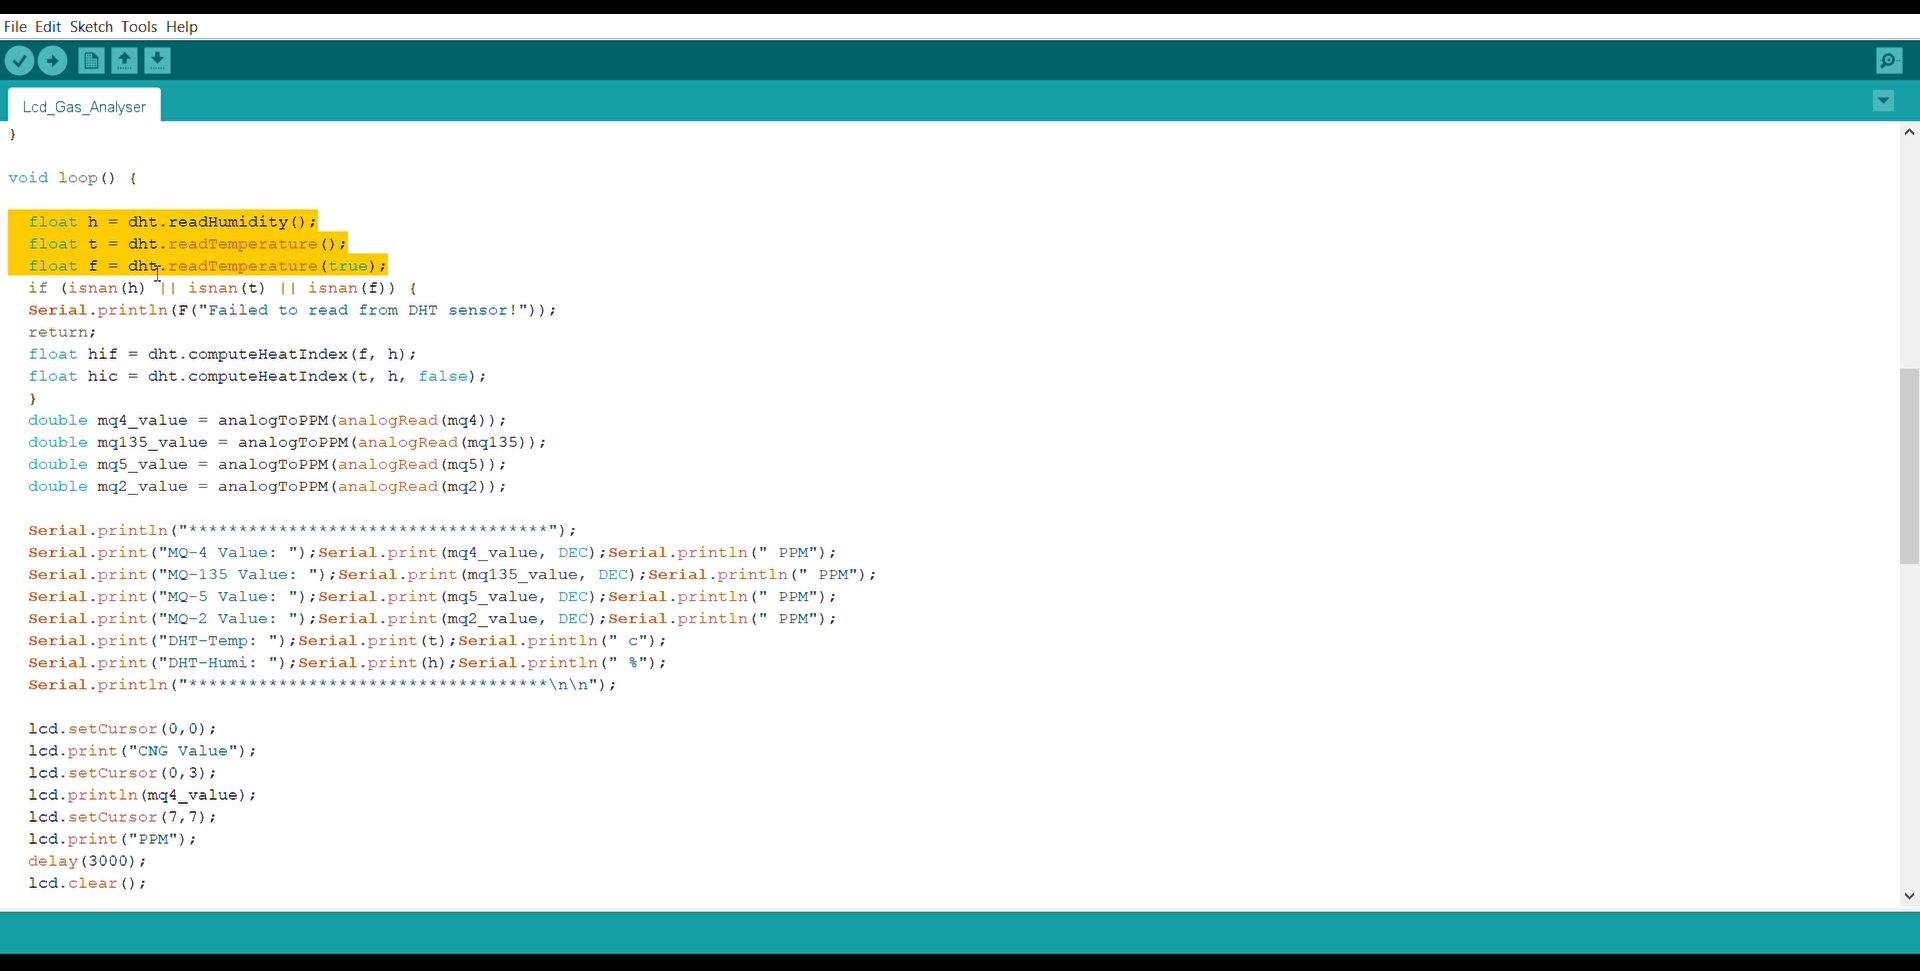 File Edit Sketch Tools Help
Lcd_Gas_Analyser
}
void loop() {
float h = dht.readHumidity();
float t = dht.readTemperature();
float f = dht.readTemperature(true);
if (isnan(h) || isnan(t) || isnan(f)) {
Serial.println(F("Failed to read from DHT sensor!"));
return;
float hif = dht.computeHeatIndex(f, h);
float hic = dht.computeHeatIndex(t, h, false);
}
double mq4_value = analogToPPM(analogRead(mq4));
double mq135_value = analogToPPM(analogRead(mq135));
double mq5_value = analogToPPM(analogRead(mq5));
double mq2_value = analogToPPM(analogRead(mq2));
Serial.println("************************************");
Serial.print("MQ-4 Value: ");Serial.print(mq4_value, DEC);Serial.println(" PPM");
Serial.print("MQ-135 Value: ");Serial.print(mq135_value, DEC);Serial.println(" PPM");
Serial.print("MQ-5 Value: ");Serial.print(mq5_value, DEC);Serial.println(" PPM");
Serial.print("MQ-2 Value: ");Serial.print(mq2_value, DEC);Serial.println(" PPM");
Serial.print("DHT-Temp: ");Serial.print(t);Serial.println(" c");
Serial.print("DHT-Humi: ");Serial.print(h);Serial.println(" %");
Serial.println("************************************\n\n");
lcd.setCursor(0,0);
lcd.print("CNG Value");
lcd.setCursor(0,3);
lcd.println(mq4_value);
lcd.setCursor(7,7);
lcd.print("PPM");
delay(3000);
lcd.clear();